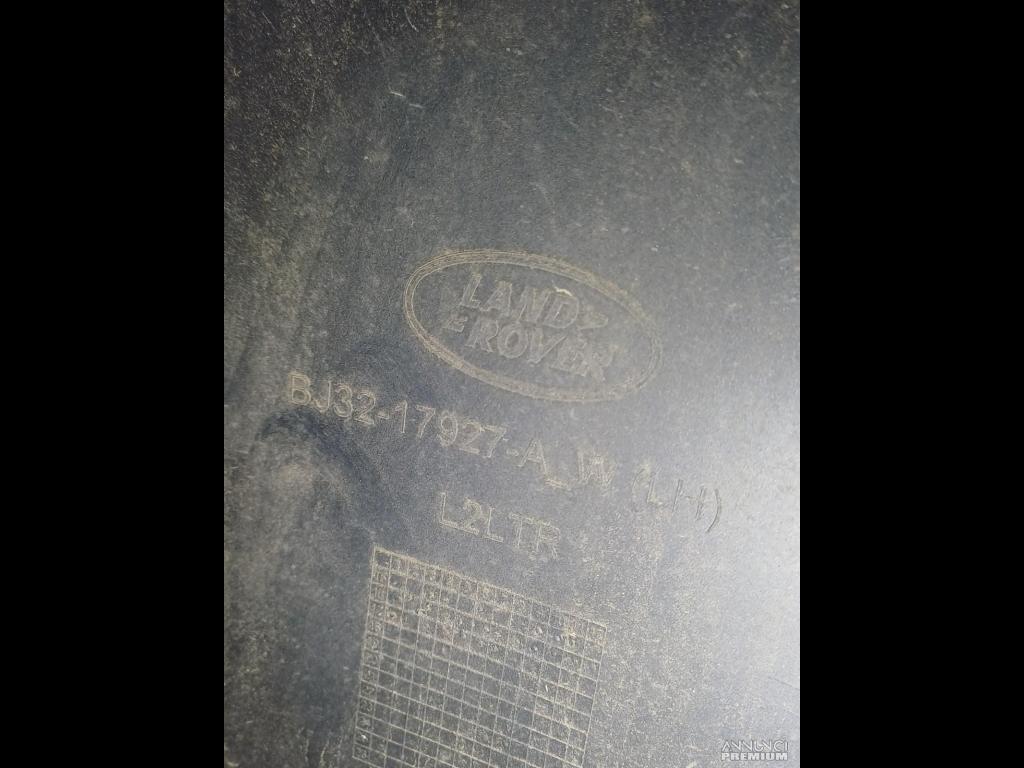 LAND
ROVER
BJ32-17927-A_W (LH)
L2LTR
ANNUNCI
PREMIUM